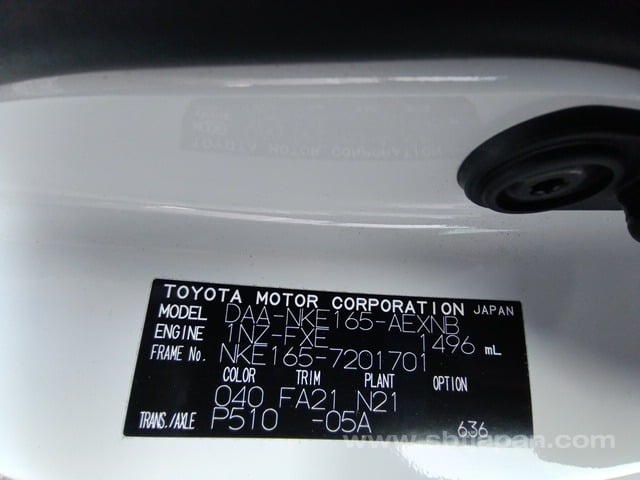 TOYOTA MOTOR CORPORATION JAPAN
MODEL DAA-NKE165-AEXNB
ENGINE 1NZ-FXE 1496 mL
FRAME No. NKE165-7201701
COLOR TRIM PLANT OPTION
040 FA21 N21
TRANS./AXLE P510 -05A 636
www.sbtjapan.com